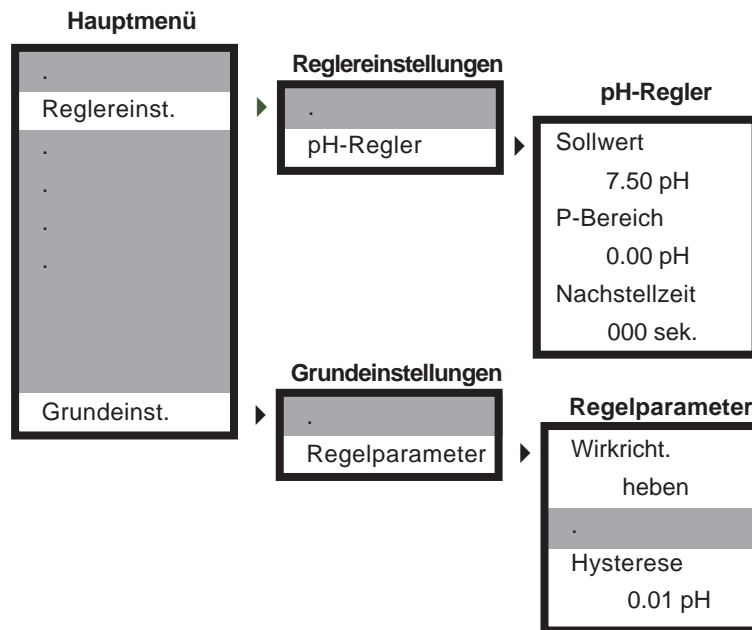 Hauptmenü
.
Reglereinst.
.
.
.
.
Grundeinst.
Reglereinstellungen
.
pH-Regler
pH-Regler
Sollwert
7.50 pH
P-Bereich
0.00 pH
Nachstellzeit
000 sek.
Grundeinstellungen
.
Regelparameter
Regelparameter
Wirkricht.
heben
.
Hysterese
0.01 pH